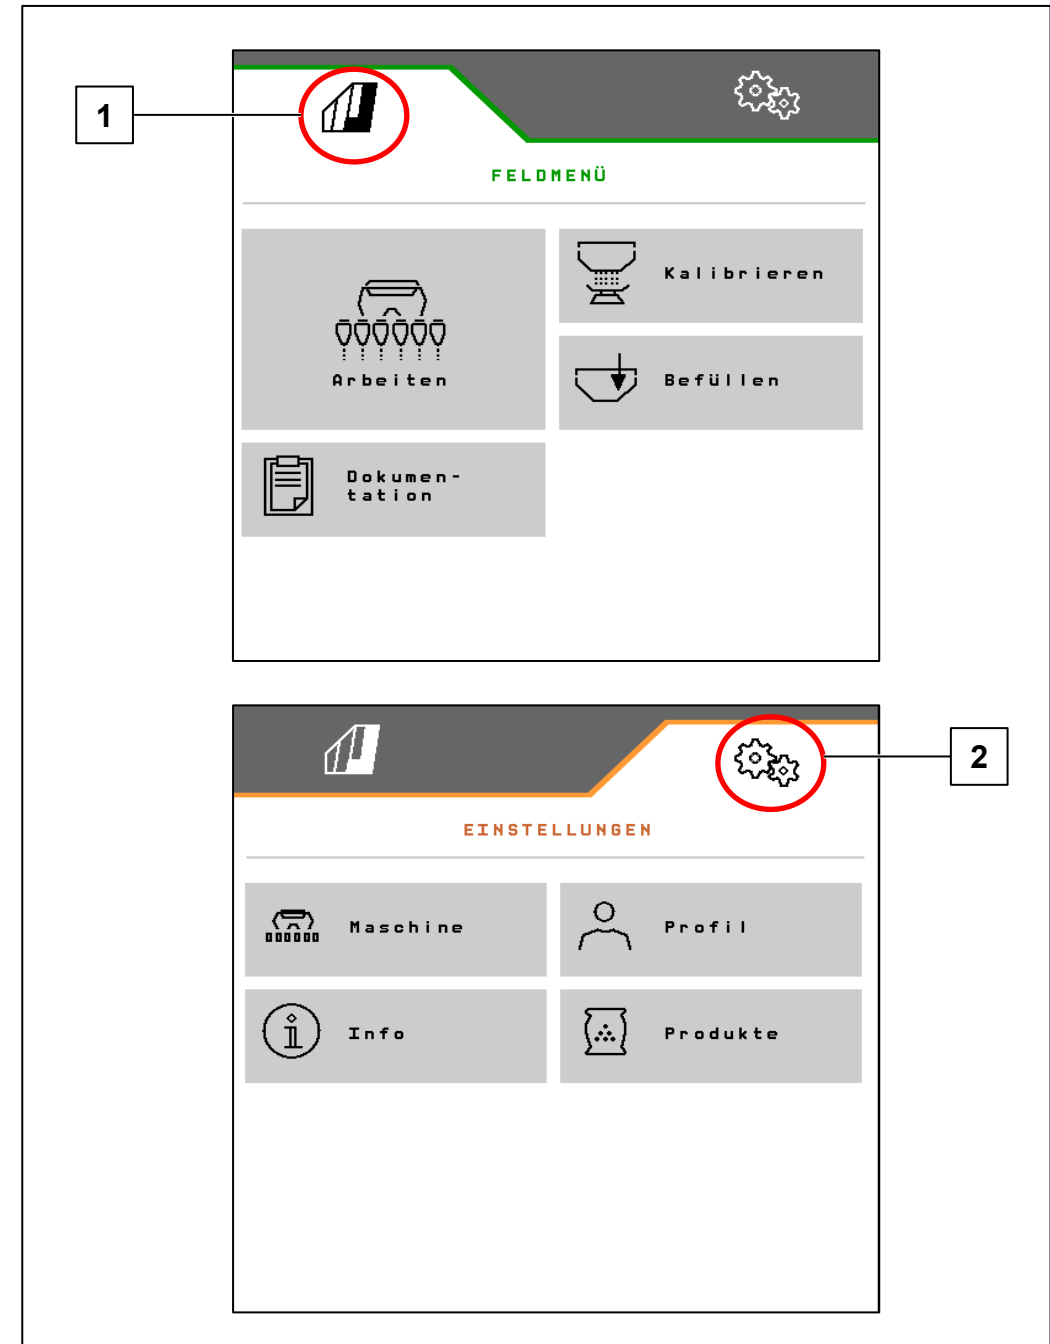 1
FELDMENÜ
Kalibrieren
Arbeiten
Befüllen
Dokumen-
tation
2
EINSTELLUNGEN
Maschine
Profil
Info
Produkte